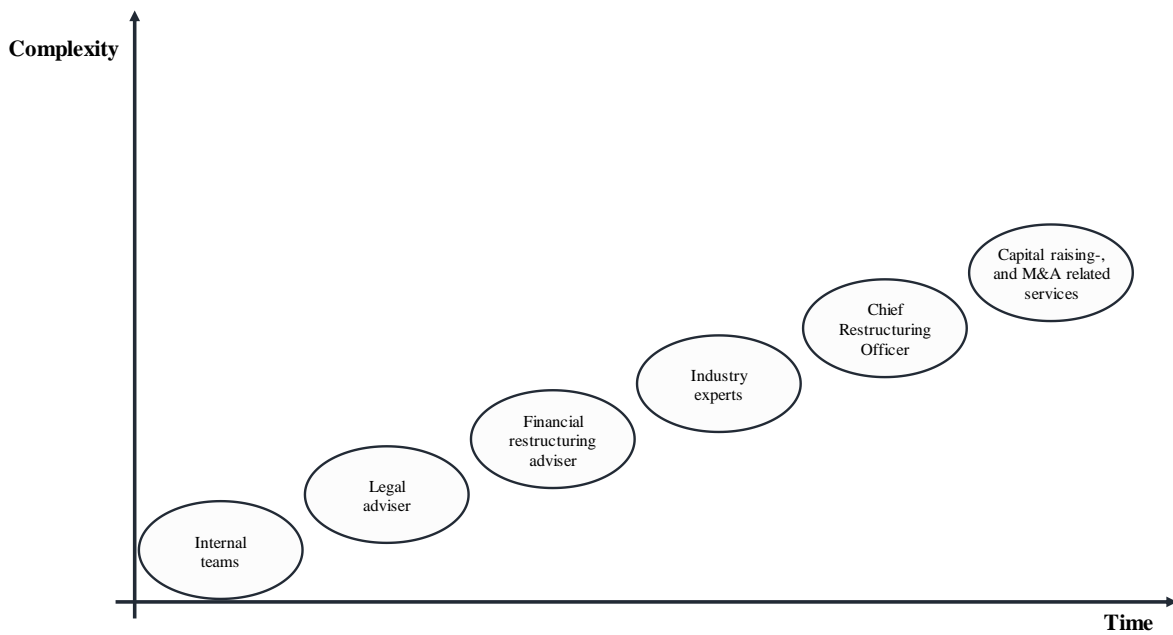 Complexity
Capital raising-,
and M&A related
services
Chief
Restructuring
Officer
Industry
experts
Financial
restructuring
adviser
Legal
adviser
Internal
teams
Time